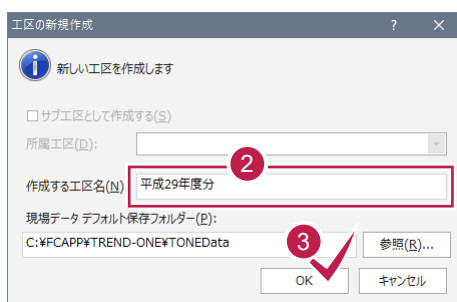 工区の新規作成 ? ×
新しい工区を作成します
サブエ区として作成する(S)
所属工区(D):
2
作成する工区名(N) 平成29年度分
現場データ デフォルト保存フォルダー(P):
C:¥FCAPP¥TREND-ONE¥TONEData 参照(R)...
3
OK キャンセル